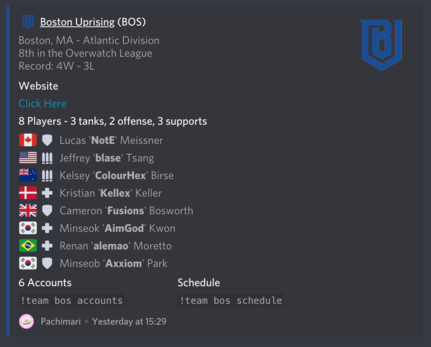 Boston Uprising (BOS)
Boston, MA - Atlantic Division
8th in the Overwatch League
Record: 4W - 3L
Website
Click Here
8 Players - 3 tanks, 2 offense, 3 supports
Lucas 'NotE' Meissner
Jeffrey 'blase' Tsang
Kelsey 'ColourHex' Birse
Kristian 'Kellex' Keller
Cameron 'Fusions' Bosworth
Minseok 'AimGod' Kwon
Renan 'alemao' Moretto
Minseob 'Axxiom' Park
6 Accounts
!team bos accounts
Schedule
!team bos schedule
Pachimari • Yesterday at 15:29